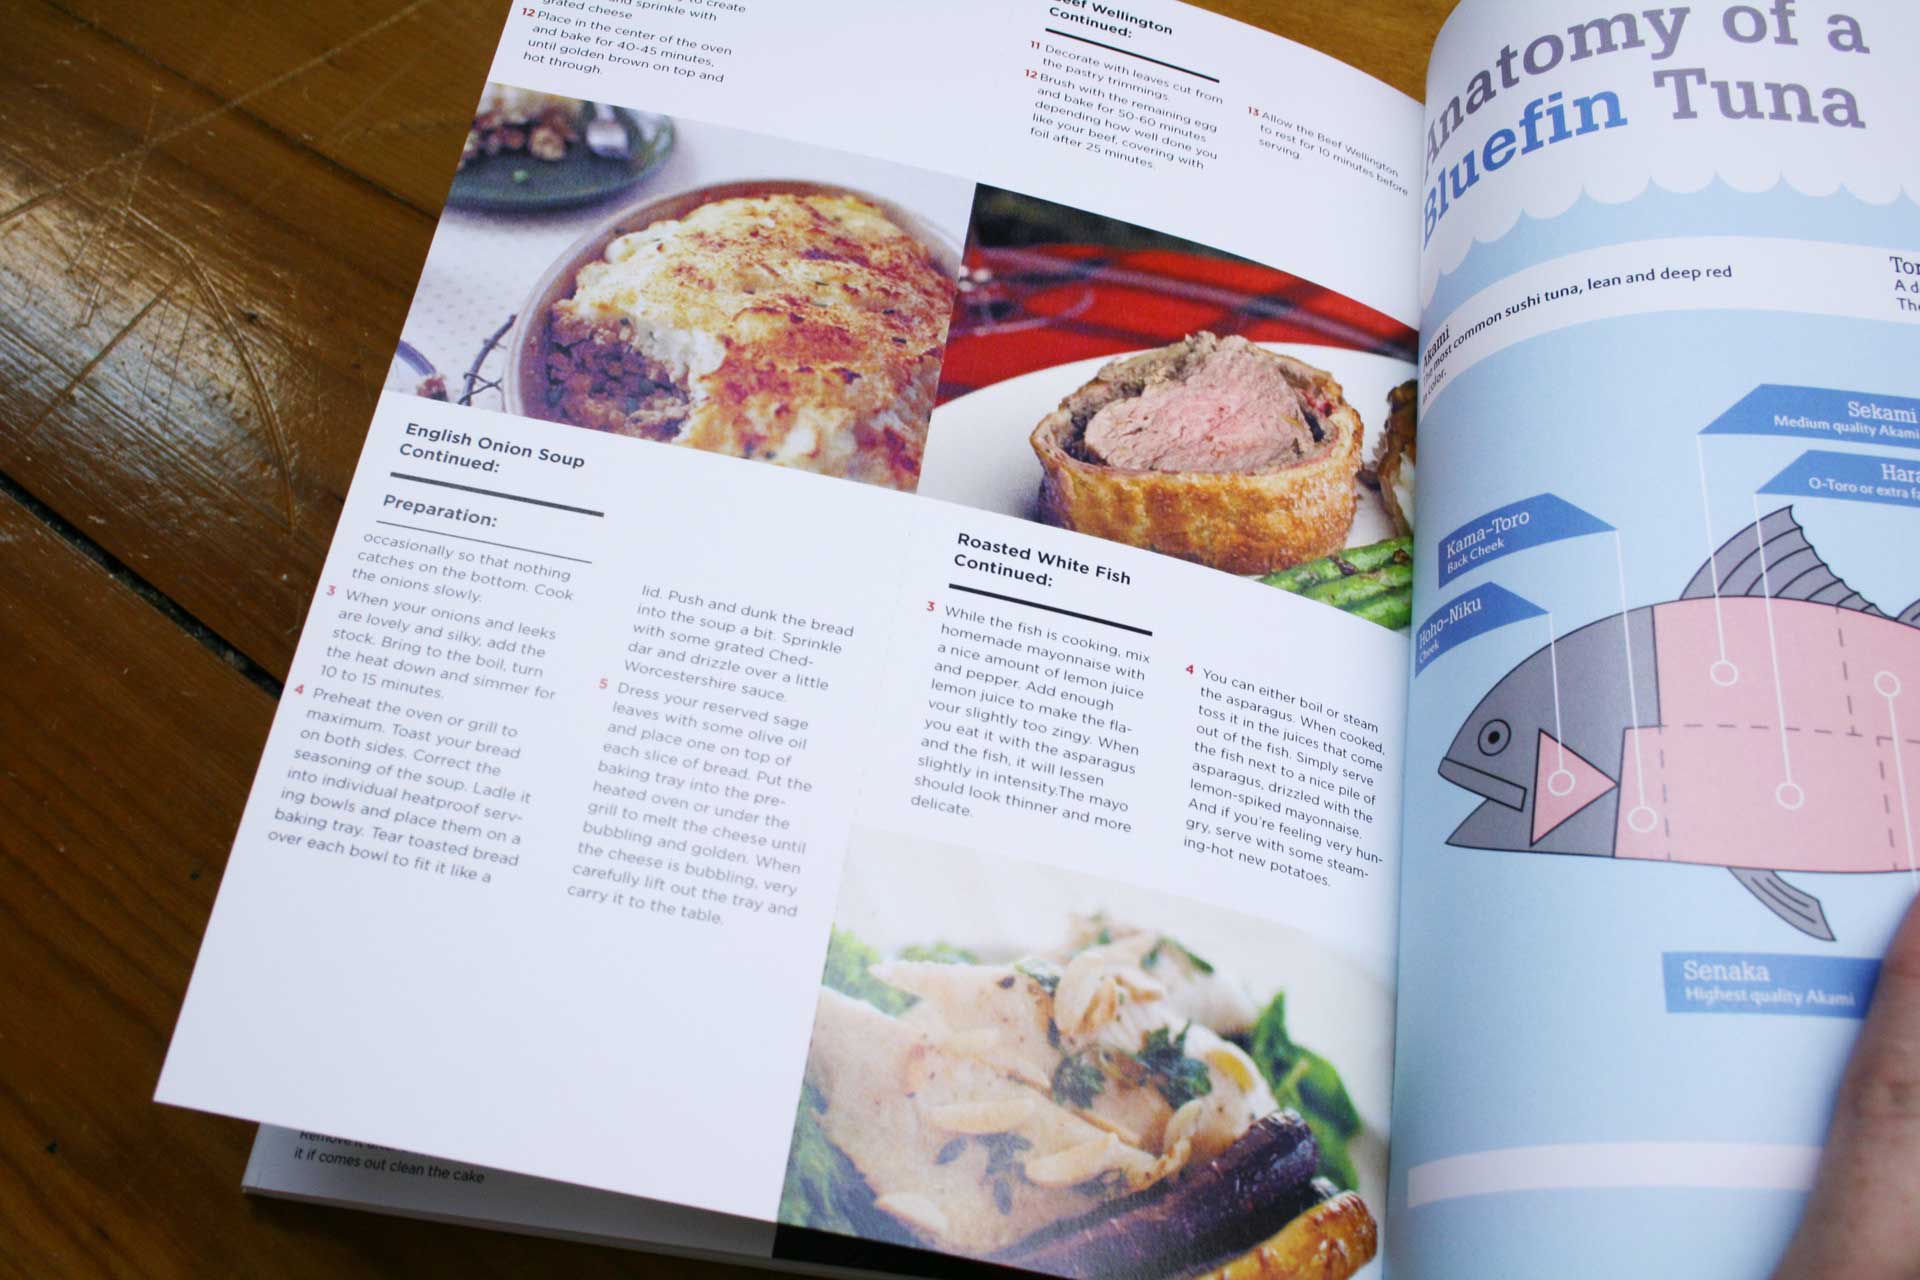 to create
and sprinkle with
grated cheese
12 Place in the center of the oven
and bake for 40-45 minutes,
until golden brown on top and
hot through.
Beef Wellington
Continued:
11 Decorate with leaves cut from
the pastry trimmings.
12 Brush with the remaining egg
and bake for 50-60 minutes
depending how well done you
like your beef, covering with
foil after 25 minutes.
13 Allow the Beef Wellington
to rest for 10 minutes before
serving.
English Onion Soup
Continued:
Preparation:
occasionally so that nothing
catches on the bottom. Cook
the onions slowly.
3 When your onions and leeks
are lovely and silky, add the
stock. Bring to the boil, turn
the heat down and simmer for
10 to 15 minutes.
4 Preheat the oven or grill to
maximum. Toast your bread
on both sides. Correct the
seasoning of the soup. Ladle it
into individual heatproof serv-
ing bowls and place them on a
baking tray. Tear toasted bread
over each bowl to fit it like a
lid. Push and dunk the bread
into the soup a bit. Sprinkle
with some grated Ched-
dar and drizzle over a little
Worcestershire sauce.
5 Dress your reserved sage
leaves with some olive oil
and place one on top of
each slice of bread. Put the
baking tray into the pre-
heated oven or under the
grill to melt the cheese until
bubbling and golden. When
the cheese is bubbling, very
carefully lift out the tray and
carry it to the table.
Roasted White Fish
Continued:
3 While the fish is cooking, mix
homemade mayonnaise with
a nice amount of lemon juice
and pepper. Add enough
lemon juice to make the fla-
vour slightly too zingy. When
you eat it with the asparagus
and the fish, it will lessen
slightly in intensity.The mayo
should look thinner and more
delicate.
4 You can either boil or steam
the asparagus. When cooked,
toss it in the juices that come
out of the fish. Simply serve
the fish next to a nice pile of
asparagus, drizzled with the
lemon-spiked mayonnaise.
And if you're feeling very hun-
gry, serve with some steam-
ing-hot new potatoes.
it if comes out clean the cake
Anatomy of a
Bluefin Tuna
Akami
The most common sushi tuna, lean and deep red
in color.
A d
The
Sekami
Medium quality Akami
Hara
O-Toro or extra fa
Kama-Toro
Back Cheek
Hoho-Niku
Cheek
Senaka
Highest quality Akami